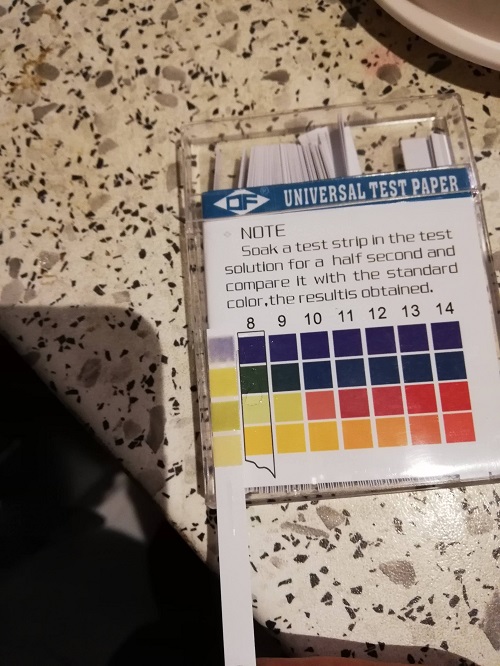 QF UNIVERSAL TEST PAPER
NOTE
Soak a test strip in the test
solution for a half second and
compare it with the standard
color,the resultis obtained.
8 9 10 11 12 13 14